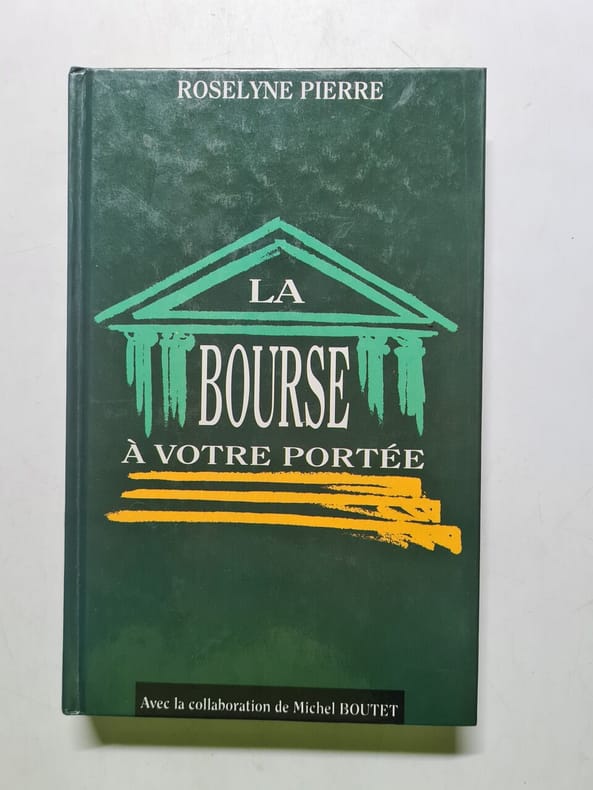 ROSELYNE PIERRE
LA
BOURSE
À VOTRE PORTÉE
Avec la collaboration de Michel BOUTET